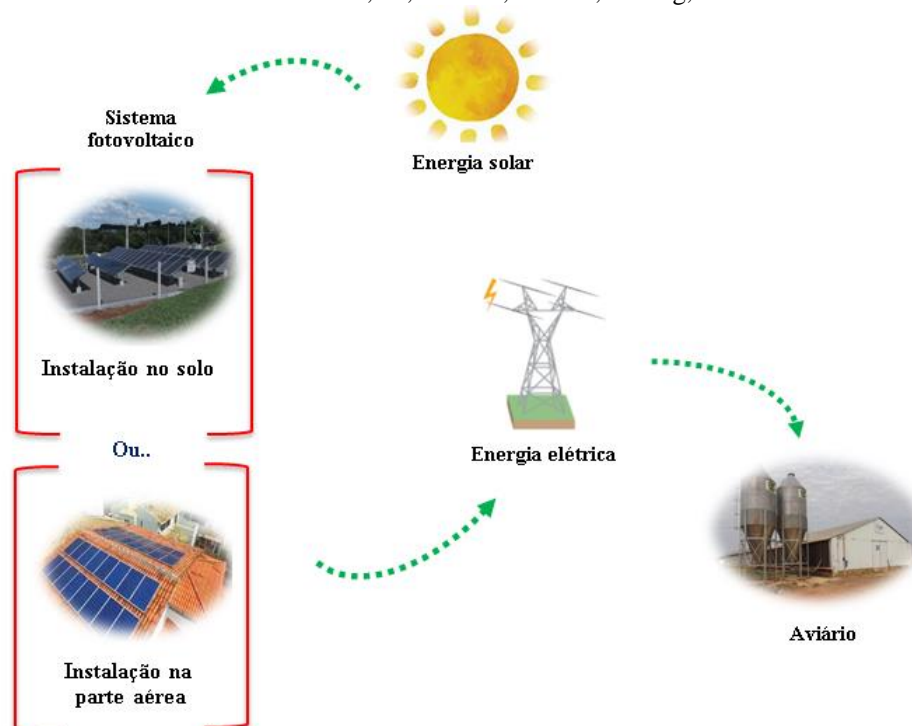 Sistema
fotovoltaico
Energia solar
Instalação no solo
Ou..
Energia elétrica
Instalação na
parte aérea
Aviário